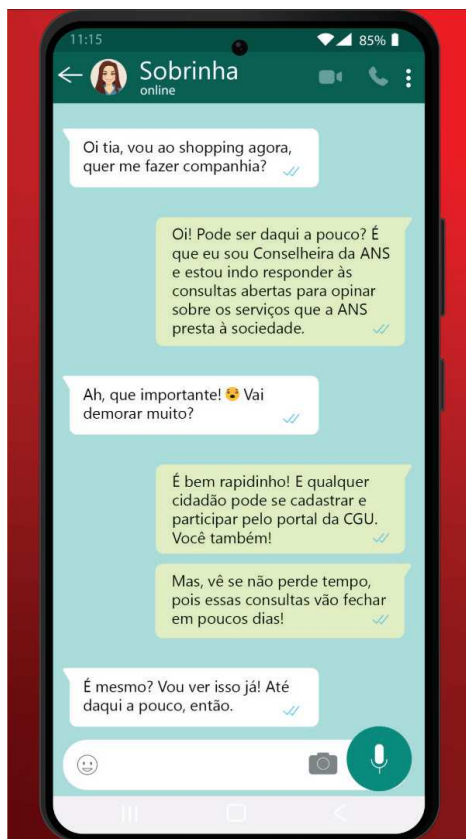 11:15
85%
Sobrinha
online
Oi tia, vou ao shopping agora,
quer me fazer companhia?
Oi! Pode ser daqui a pouco? É
que eu sou Conselheira da ANS
e estou indo responder às
consultas abertas para opinar
sobre os serviços que a ANS
presta à sociedade.
Ah, que importante! 😲 Vai
demorar muito?
É bem rapidinho! E qualquer
cidadão pode se cadastrar e
participar pelo portal da CGU.
Você também!
Mas, vê se não perde tempo,
pois essas consultas vão fechar
em poucos dias!
É mesmo? Vou ver isso já! Até
daqui a pouco, então.